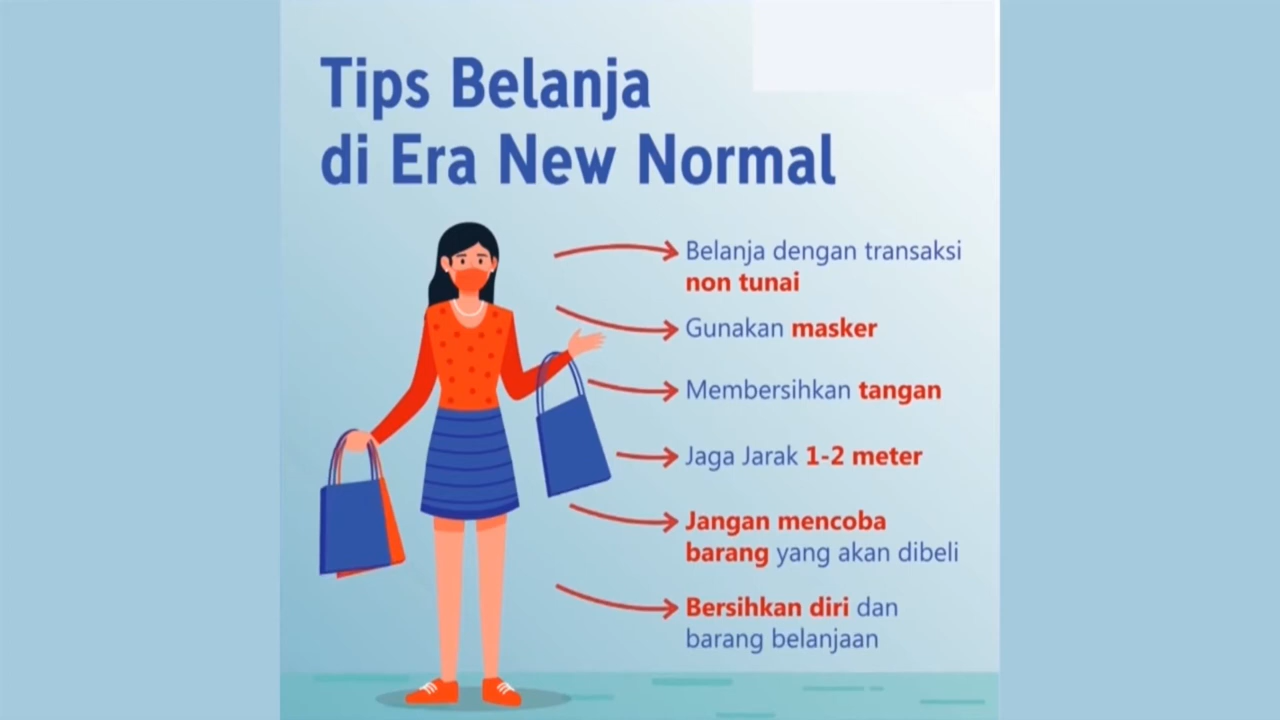 Tips Belanja
di Era New Normal
Belanja dengan transaksi
non tunai
Gunakan masker
Membersihkan tangan
Jaga Jarak 1-2 meter
Jangan mencoba
barang yang akan dibeli
Bersihkan diri dan
barang belanjaan